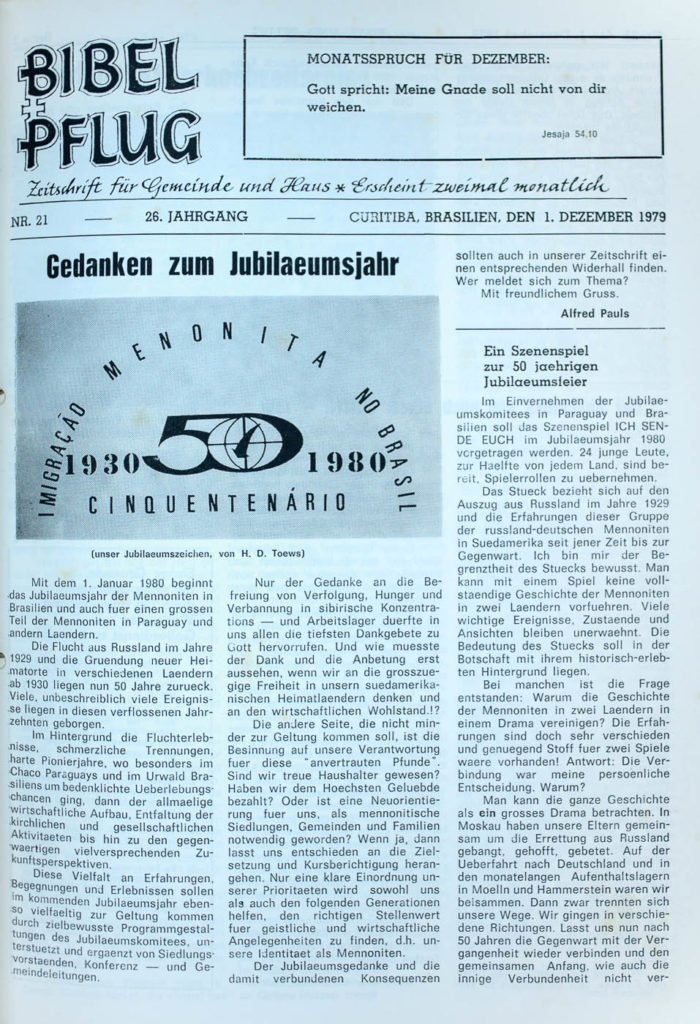 BIBEL
PFLUG
MONATSSPRUCH FÜR DEZEMBER:
Gott spricht: Meine Gnade soll nicht von dir
weichen.
Jesaja 54.10
Zeitschrift für Gemeinde und Haus * Erscheint zweimal monatlich
NR. 21 — 26. JAHRGANG — CURITIBA, BRASILIEN, DEN 1. DEZEMBER 1979
Gedanken zum Jubilaeumsjahr
IMIGRAÇÃO MENONITA NO BRASIL
1930 50 1980
CINQUENTENÁRIO
(unser Jubilaeumszeichen, von H. D. Toews)
Mit dem 1. Januar 1980 beginnt
das Jubilaeumsjahr der Mennoniten in
Brasilien und auch fuer einen grossen
Teil der Mennoniten in Paraguay und
andern Laendern.
Die Flucht aus Russland im Jahre
1929 und die Gruendung neuer Hei-
matorte in verschiedenen Laendern
ab 1930 liegen nun 50 Jahre zurueck.
Viele, unbeschreiblich viele Ereignis-
se liegen in diesen verflossenen Jahr-
zehnten geborgen.
Im Hintergrund die Fluchterleb-
nisse, schmerzliche Trennungen,
harte Pionierjahre, wo besonders im
Chaco Paraguays und im Urwald Bra-
siliens um bedenklichte Ueberlebungs-
chancen ging, dann der allmaelige
wirtschaftliche Aufbau, Entfaltung der
kirchlichen und gesellschaftlichen
Aktivitaeten bis hin zu den gegen-
waertigen vielversprechenden Zu-
kunftsperspektiven.
Diese Vielfalt an Erfahrungen,
Begegnungen und Erlebnissen sollen
im kommenden Jubilaeumsjahr eben-
so vielfaeltig zur Geltung kommen
durch zielbewusste Programmgestal-
tungen des Jubilaeumskomitees, un-
terstuetzt und ergaenzt von Siedlungs-
vorstaenden, Konferenz — und Ge-
meindeleitungen.
Nur der Gedanke an die Be-
freiung von Verfolgung, Hunger und
Verbannung in sibirische Konzentra-
tions — und Arbeitslager duerfte in
uns allen die tiefsten Dankgebete zu
Gott hervorrufen. Und wie muesste
der Dank und die Anbetung erst
aussehen, wenn wir an die grosszue-
gige Freiheit in unsern suedamerika-
nischen Heimatlaendern denken und
an den wirtschaftlichen Wohlstand.!?
Die andere Seite, die nicht min-
der zur Geltung kommen soll, ist die
Besinnung auf unsere Verantwortung
fuer diese "anvertrauten Pfunde".
Sind wir treue Haushalter gewesen?
Haben wir dem Hoechsten Geluebde
bezahlt? Oder ist eine Neuorientie-
rung fuer uns, als mennonitische
Siedlungen, Gemeinden und Familien
notwendig geworden? Wenn ja, dann
lasst uns entschieden an die Ziel-
setzung und Kursberichtigung heran-
gehen. Nur eine klare Einordnung un-
serer Prioritaeten wird sowohl uns
als auch den folgenden Generationen
helfen, den richtigen Stellenwert
fuer geistliche und wirtschaftliche
Angelegenheiten zu finden, d.h. un-
sere Identitaet als Mennoniten.
Der Jubilaeumsgedanke und die
damit verbundenen Konsequenzen
sollten auch in unserer Zeitschrift ei-
nen entsprechenden Widerhall finden.
Wer meldet sich zum Thema?
Mit freundlichem Gruss.
Alfred Pauls
Ein Szenenspiel
zur 50 jaehrigen
Jubilaeumsfeier
Im Einvernehmen der Jubilae-
umskomitees in Paraguay und Bra-
silien soll das Szenenspiel ICH SEN-
DE EUCH im Jubilaeumsjahr 1980
vorgetragen werden. 24 junge Leute,
zur Haelfte von jedem Land, sind be-
reit, Spielerrollen zu uebernehmen.
Das Stueck bezieht sich auf den
Auszug aus Russland im Jahre 1929
und die Erfahrungen dieser Gruppe
der russland-deutschen Mennoniten
in Suedamerika seit jener Zeit bis zur
Gegenwart. Ich bin mir der Be-
grenztheit des Stuecks bewusst. Man
kann mit einem Spiel keine voll-
staendige Geschichte der Mennoniten
in zwei Laendern vorfuehren. Viele
wichtige Ereignisse, Zustaende und
Ansichten bleiben unerwaehnt. Die
Bedeutung des Stuecks soll in der
Botschaft mit ihrem historisch-erleb-
ten Hintergrund liegen.
Bei manchen ist die Frage
entstanden: Warum die Geschichte
der Mennoniten in zwei Laendern in
einem Drama vereinigen? Die Erfah-
rungen sind doch sehr verschieden
und genuegend Stoff fuer zwei Spiele
waere vorhanden! Antwort: Die Ver-
bindung war meine persoenliche
Entscheidung. Warum?
Man kann die ganze Geschichte
als ein grosses Drama betrachten. In
Moskau haben unsere Eltern gemein-
sam um die Errettung aus Russland
gebangt, gehofft, gebetet. Auf der
Ueberfahrt nach Deutschland und in
den monatelangen Aufenthaltslagern
in Moelln und Hammerstein waren wir
beisammen. Dann zwar trennten sich
unsere Wege. Wir gingen in verschie-
dene Richtungen. Lasst uns nun nach
50 Jahren die Gegenwart mit der Ver-
gangenheit wieder verbinden und den
gemeinsamen Anfang, wie auch die
innige Verbundenheit nicht ver-